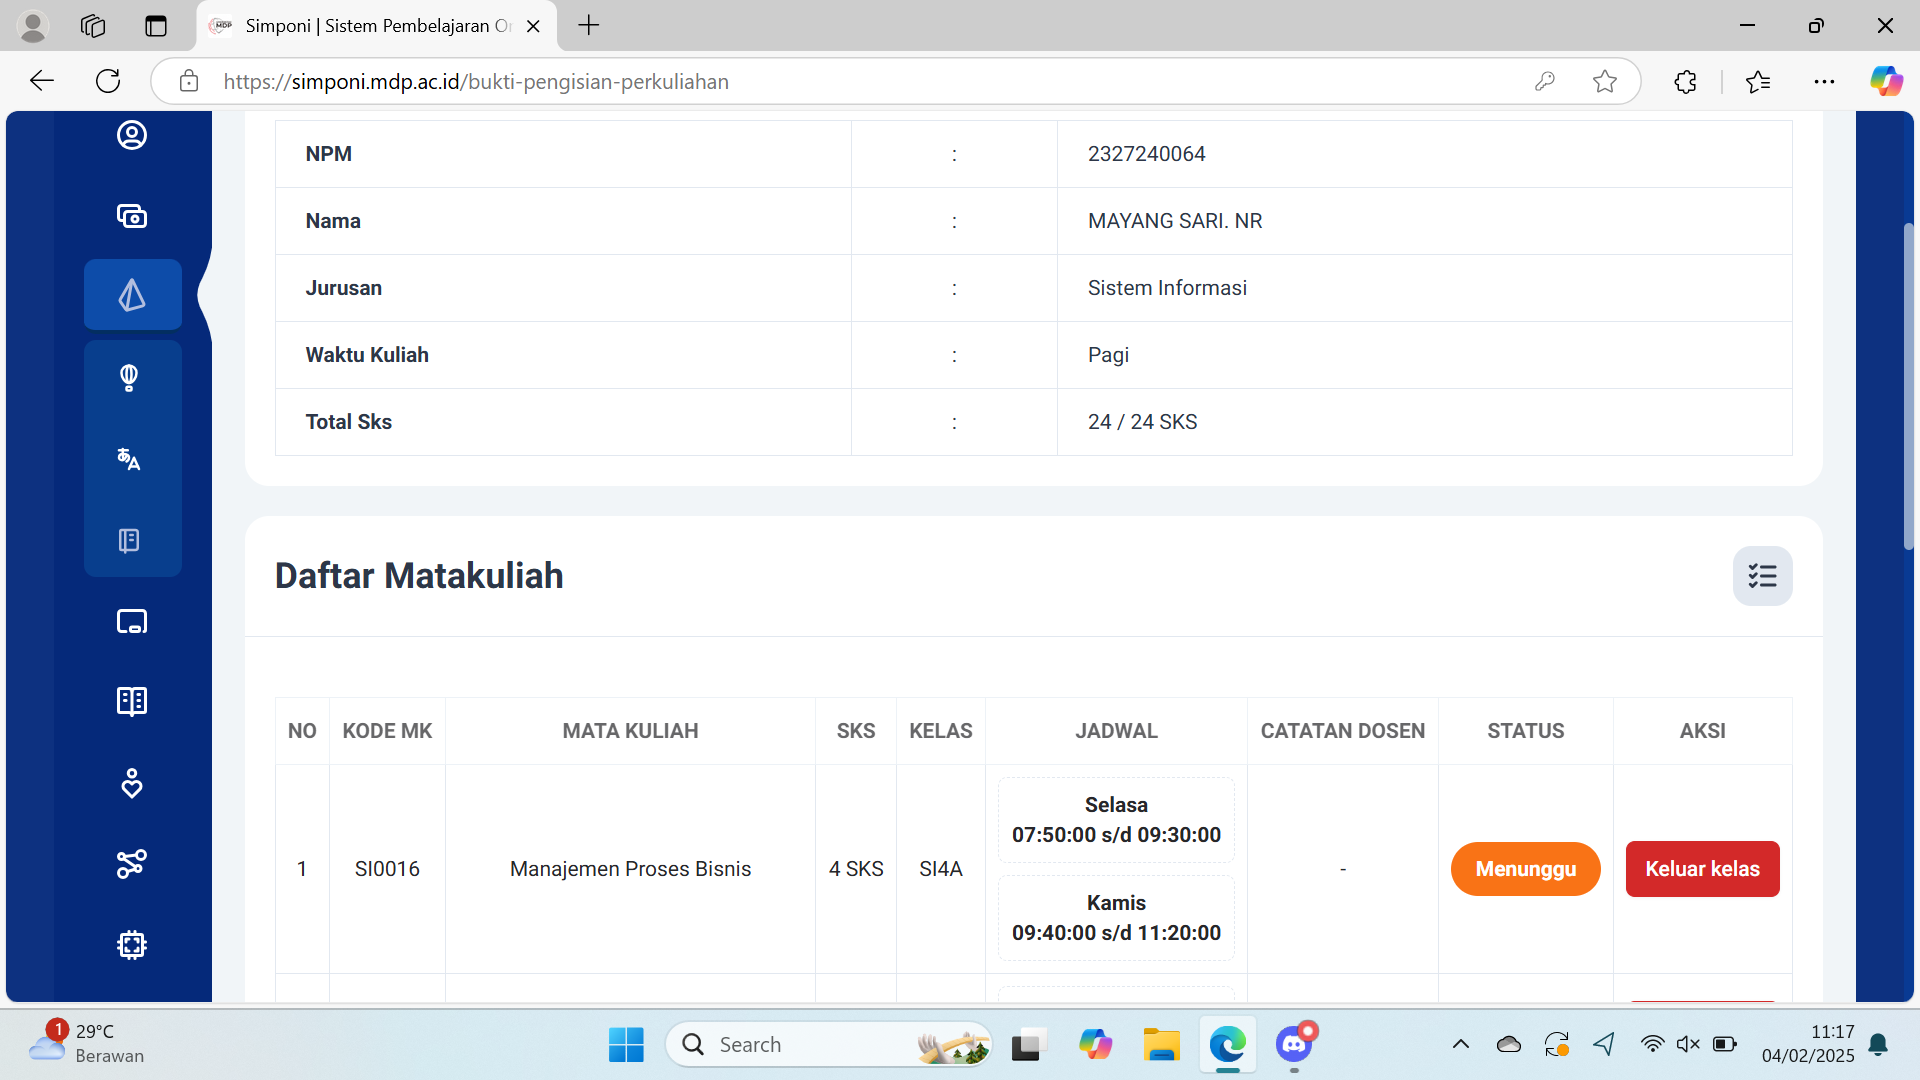 Simponi | Sistem Pembelajaran Or
https://simponi.mdp.ac.id/bukti-pengisian-perkuliahan
NPM : 2327240064
Nama : MAYANG SARI. NR
Jurusan : Sistem Informasi
Waktu Kuliah : Pagi
Total Sks : 24 / 24 SKS
Daftar Matakuliah
NO KODE MK MATA KULIAH SKS KELAS JADWAL CATATAN DOSEN STATUS AKSI
Selasa
07:50:00 s/d 09:30:00
1 SI0016 Manajemen Proses Bisnis 4 SKS SI4A - Menunggu Keluar kelas
Kamis
09:40:00 s/d 11:20:00
1
29°C
Berawan
Search
11:17
04/02/2025